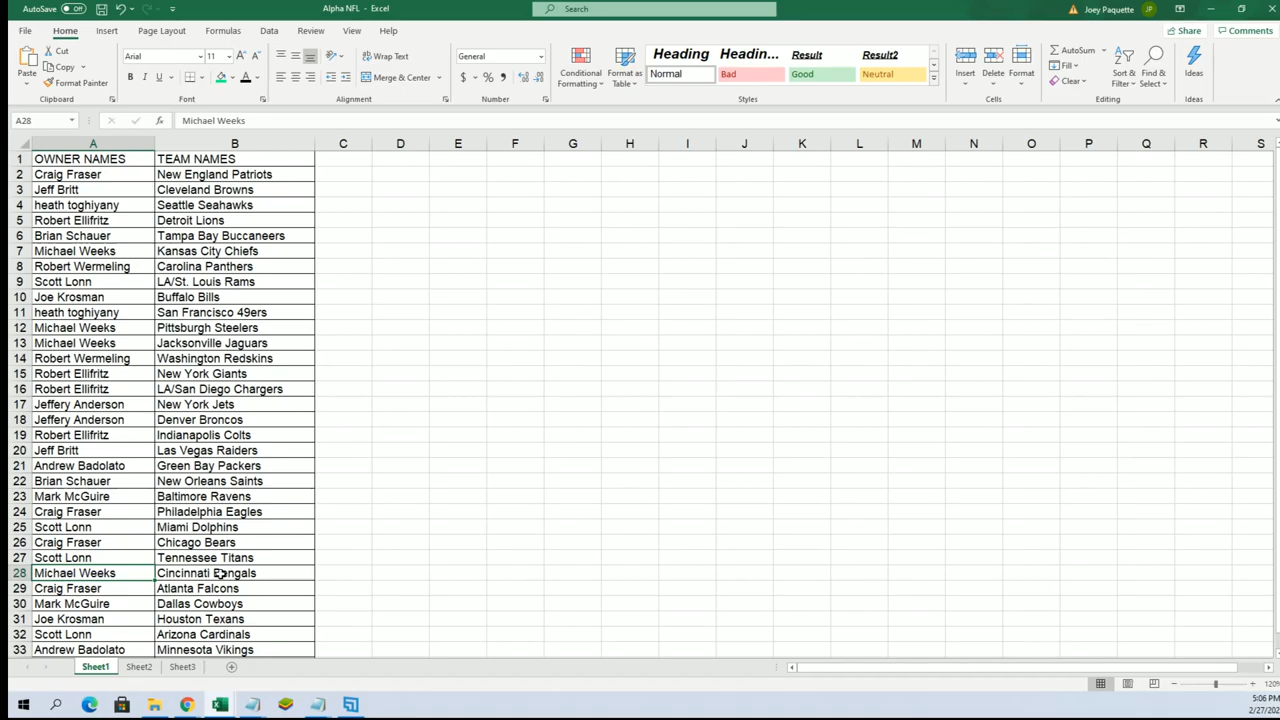 AutoSave Off Alpha NFL - Excel Search Joey Paquette JP
File Home Insert Page Layout Formulas Data Review View Help Share Comments
Paste Cut Copy Format Painter Clipboard
Arial 11 B I U A Font
Wrap Text Merge & Center Alignment
General $ % Number
Conditional Formatting Format as Table
Heading Headin... Result Result2
Normal Bad Good Neutral Styles
Insert Delete Format Cells
AutoSum Fill Clear Sort & Filter Find & Select Editing
Ideas Ideas
A28 fx Michael Weeks
A B C D E F G H I J K L M N O P Q R S
1 OWNER NAMES TEAM NAMES
2 Craig Fraser New England Patriots
3 Jeff Britt Cleveland Browns
4 heath toghiyany Seattle Seahawks
5 Robert Ellifritz Detroit Lions
6 Brian Schauer Tampa Bay Buccaneers
7 Michael Weeks Kansas City Chiefs
8 Robert Wermeling Carolina Panthers
9 Scott Lonn LA/St. Louis Rams
10 Joe Krosman Buffalo Bills
11 heath toghiyany San Francisco 49ers
12 Michael Weeks Pittsburgh Steelers
13 Michael Weeks Jacksonville Jaguars
14 Robert Wermeling Washington Redskins
15 Robert Ellifritz New York Giants
16 Robert Ellifritz LA/San Diego Chargers
17 Jeffery Anderson New York Jets
18 Jeffery Anderson Denver Broncos
19 Robert Ellifritz Indianapolis Colts
20 Jeff Britt Las Vegas Raiders
21 Andrew Badolato Green Bay Packers
22 Brian Schauer New Orleans Saints
23 Mark McGuire Baltimore Ravens
24 Craig Fraser Philadelphia Eagles
25 Scott Lonn Miami Dolphins
26 Craig Fraser Chicago Bears
27 Scott Lonn Tennessee Titans
28 Michael Weeks Cincinnati Bengals
29 Craig Fraser Atlanta Falcons
30 Mark McGuire Dallas Cowboys
31 Joe Krosman Houston Texans
32 Scott Lonn Arizona Cardinals
33 Andrew Badolato Minnesota Vikings
Sheet1 Sheet2 Sheet3
120%
5:06 PM
2/27/202